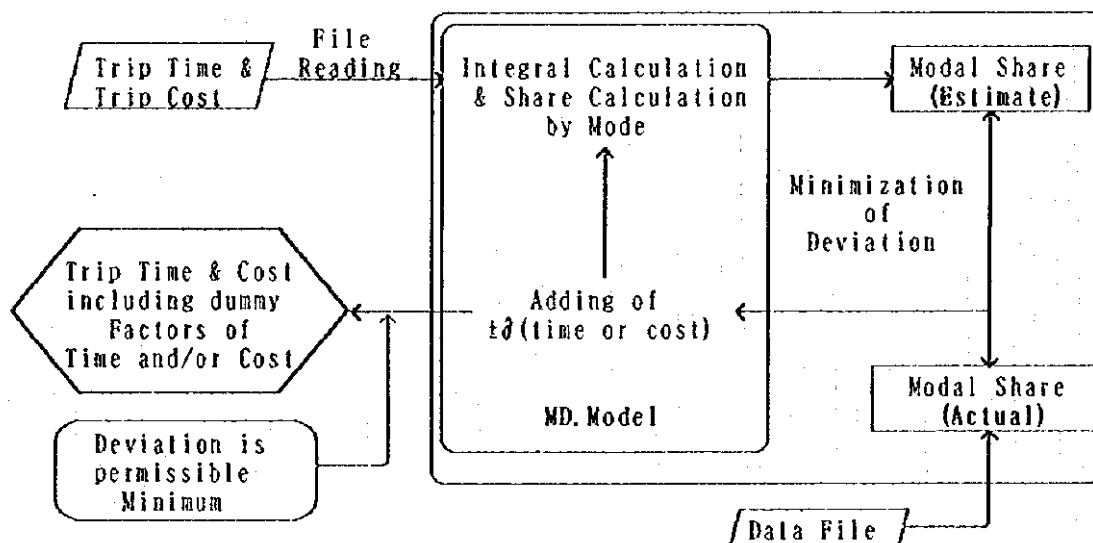 File
Reading
Trip Time &
Trip Cost
Integral Calculation
& Share Calculation
by Mode
Modal Share
(Estimate)
Minimization
of
Deviation
Trip Time & Cost
including dummy
Factors of
Time and/or Cost
Adding of
±∂(time or cost)
Modal Share
(Actual)
MD.Model
Deviation is
permissible
Minimum
Data File